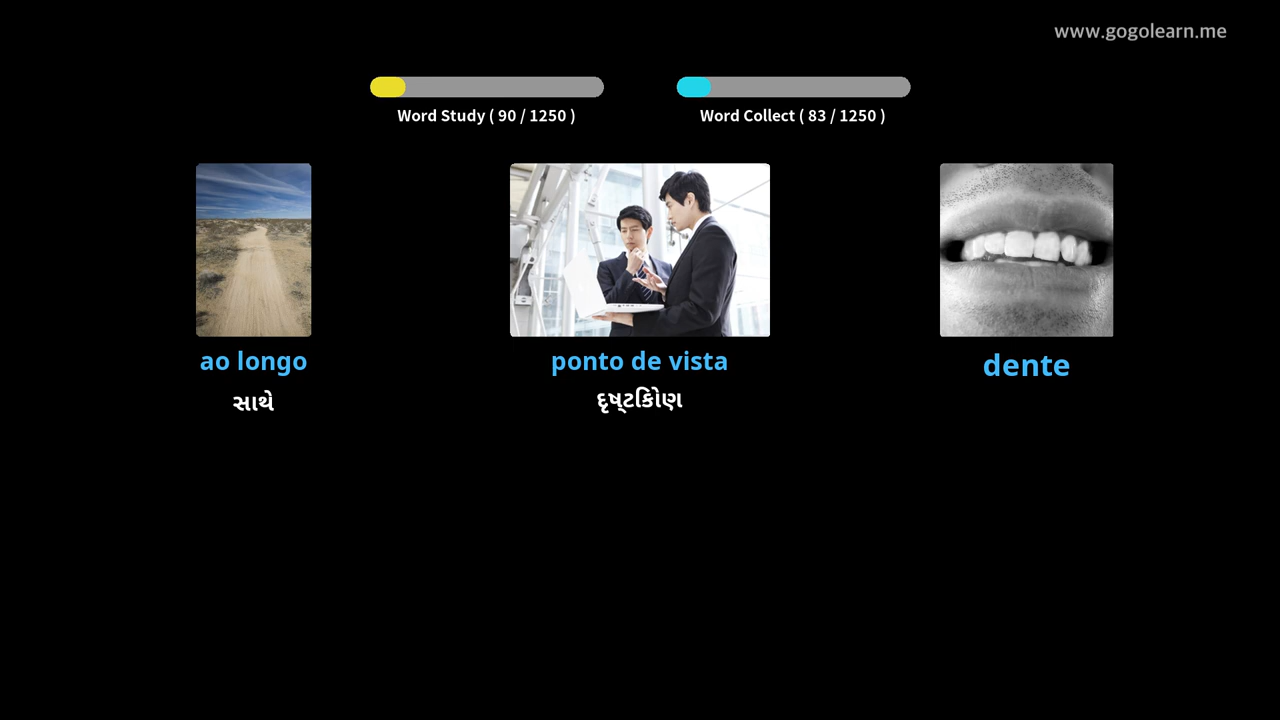 www.gogolearn.me
Word Study ( 90 / 1250 )
Word Collect ( 83 / 1250 )
ao longo
ponto de vista
dente
સાથે
દૃષ્ટિકોણ